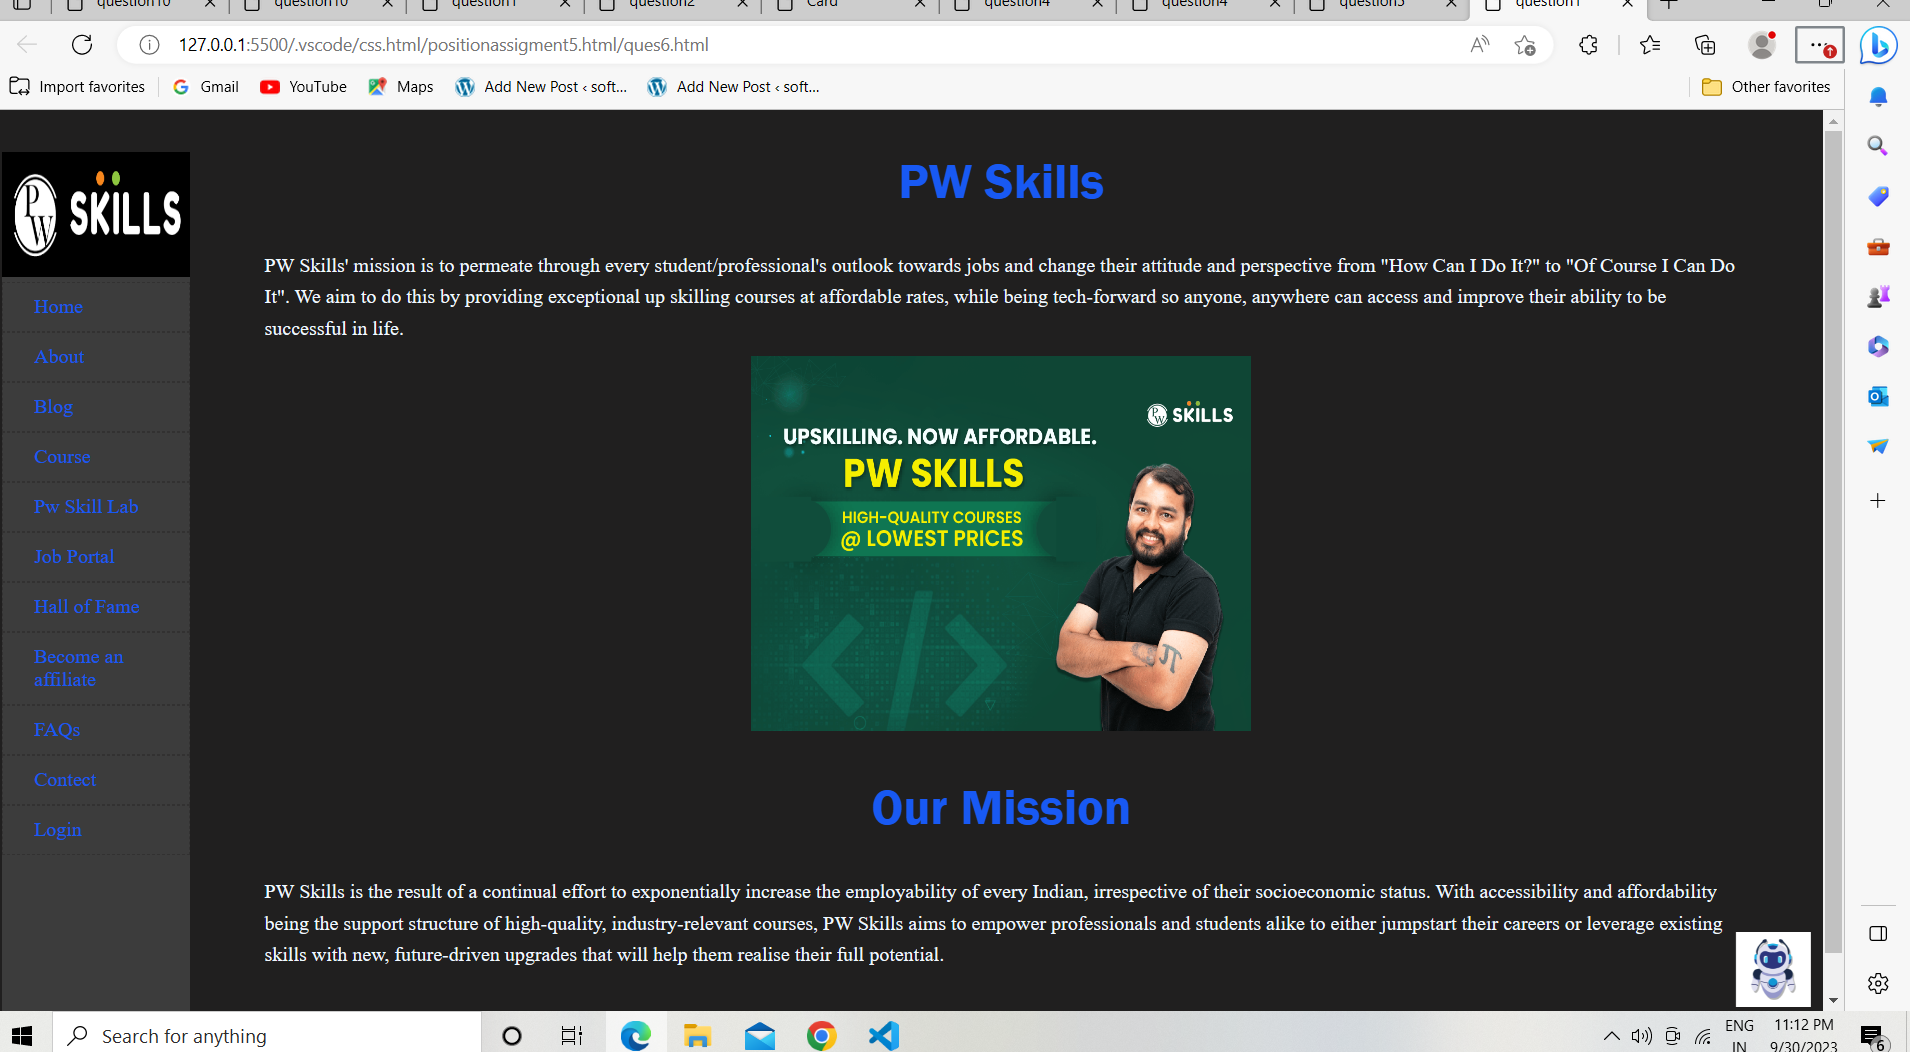 question10
question10
question1
question2
Card
question4
question4
question5
question1
127.0.0.1:5500/.vscode/css.html/positionassigment5.html/ques6.html
Import favorites
Gmail
YouTube
Maps
Add New Post ‹ soft...
Add New Post ‹ soft...
Other favorites
PW SKILLS
Home
About
Blog
Course
Pw Skill Lab
Job Portal
Hall of Fame
Become an
affiliate
FAQs
Contect
Login
PW Skills
PW Skills' mission is to permeate through every student/professional's outlook towards jobs and change their attitude and perspective from "How Can I Do It?" to "Of Course I Can Do
It". We aim to do this by providing exceptional up skilling courses at affordable rates, while being tech-forward so anyone, anywhere can access and improve their ability to be
successful in life.
PW SKILLS
UPSKILLING. NOW AFFORDABLE.
PW SKILLS
HIGH-QUALITY COURSES
@ LOWEST PRICES
Our Mission
PW Skills is the result of a continual effort to exponentially increase the employability of every Indian, irrespective of their socioeconomic status. With accessibility and affordability
being the support structure of high-quality, industry-relevant courses, PW Skills aims to empower professionals and students alike to either jumpstart their careers or leverage existing
skills with new, future-driven upgrades that will help them realise their full potential.
Search for anything
ENG
IN
11:12 PM
9/30/2023
6